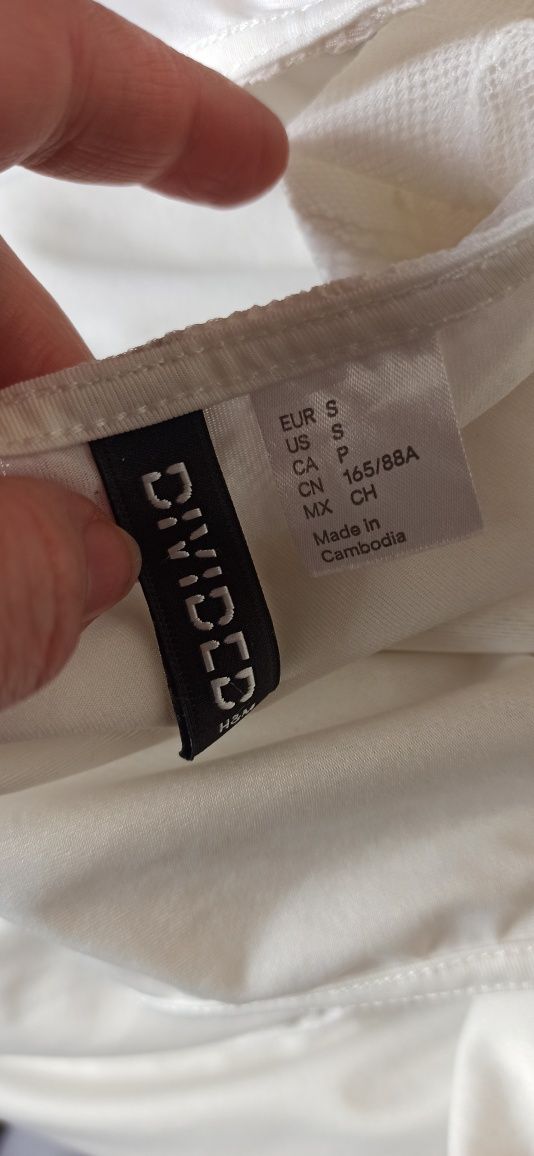 DIVIDED
H&M
EUR S
US S
CA P
CN 165/88A
MX CH
Made in
Cambodia